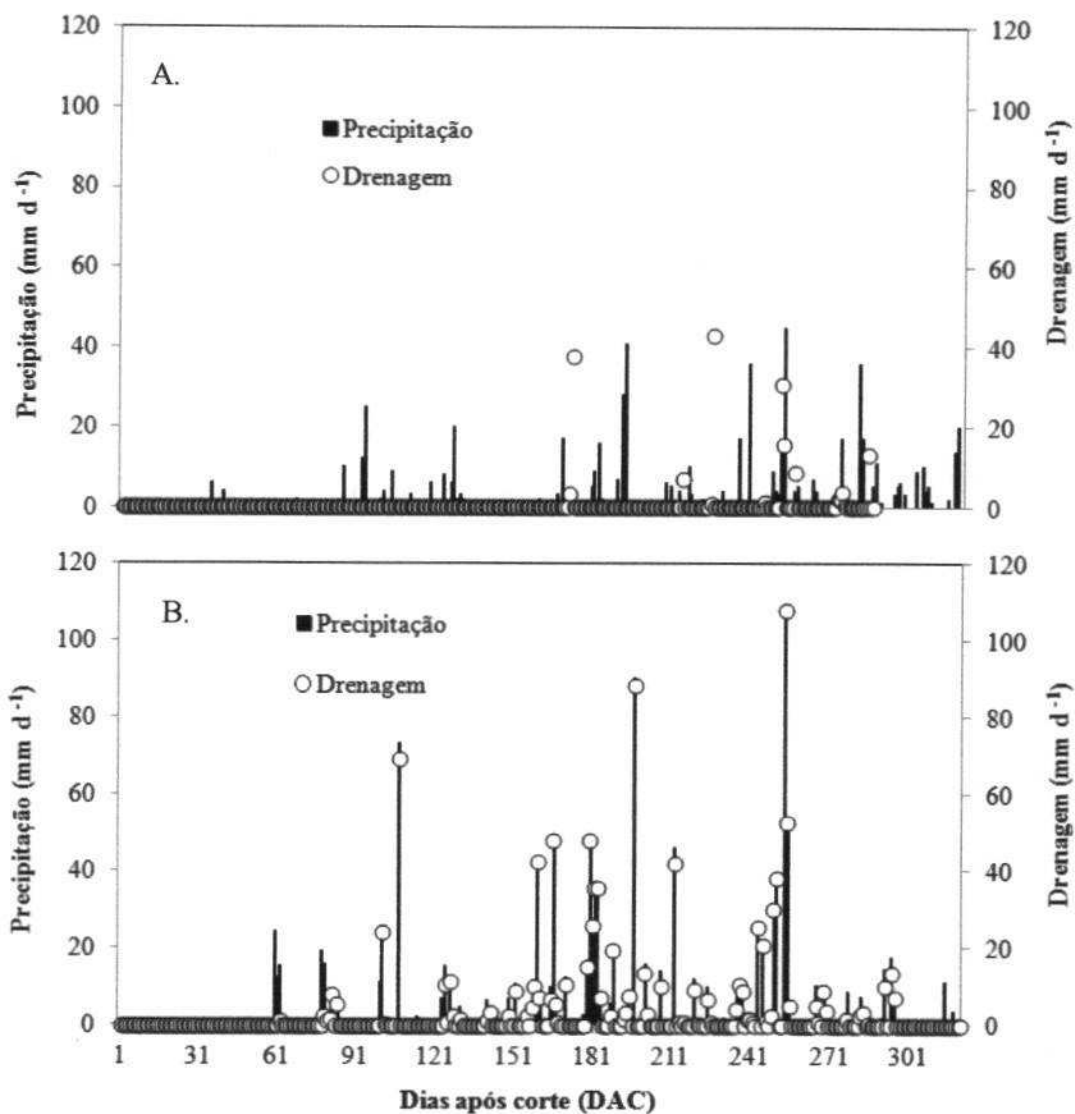 120 120
A.
100 100
Precipitação
Drenagem
80 80
60 60
40 40
20 20
0 0
Precipitação (mm d⁻¹)
Drenagem (mm d⁻¹)
120 120
B.
Precipitação
100 100
Drenagem
80 80
60 60
40 40
20 20
0 0
Precipitação (mm d⁻¹)
Drenagem (mm d⁻¹)
1 31 61 91 121 151 181 211 241 271 301
Dias após corte (DAC)